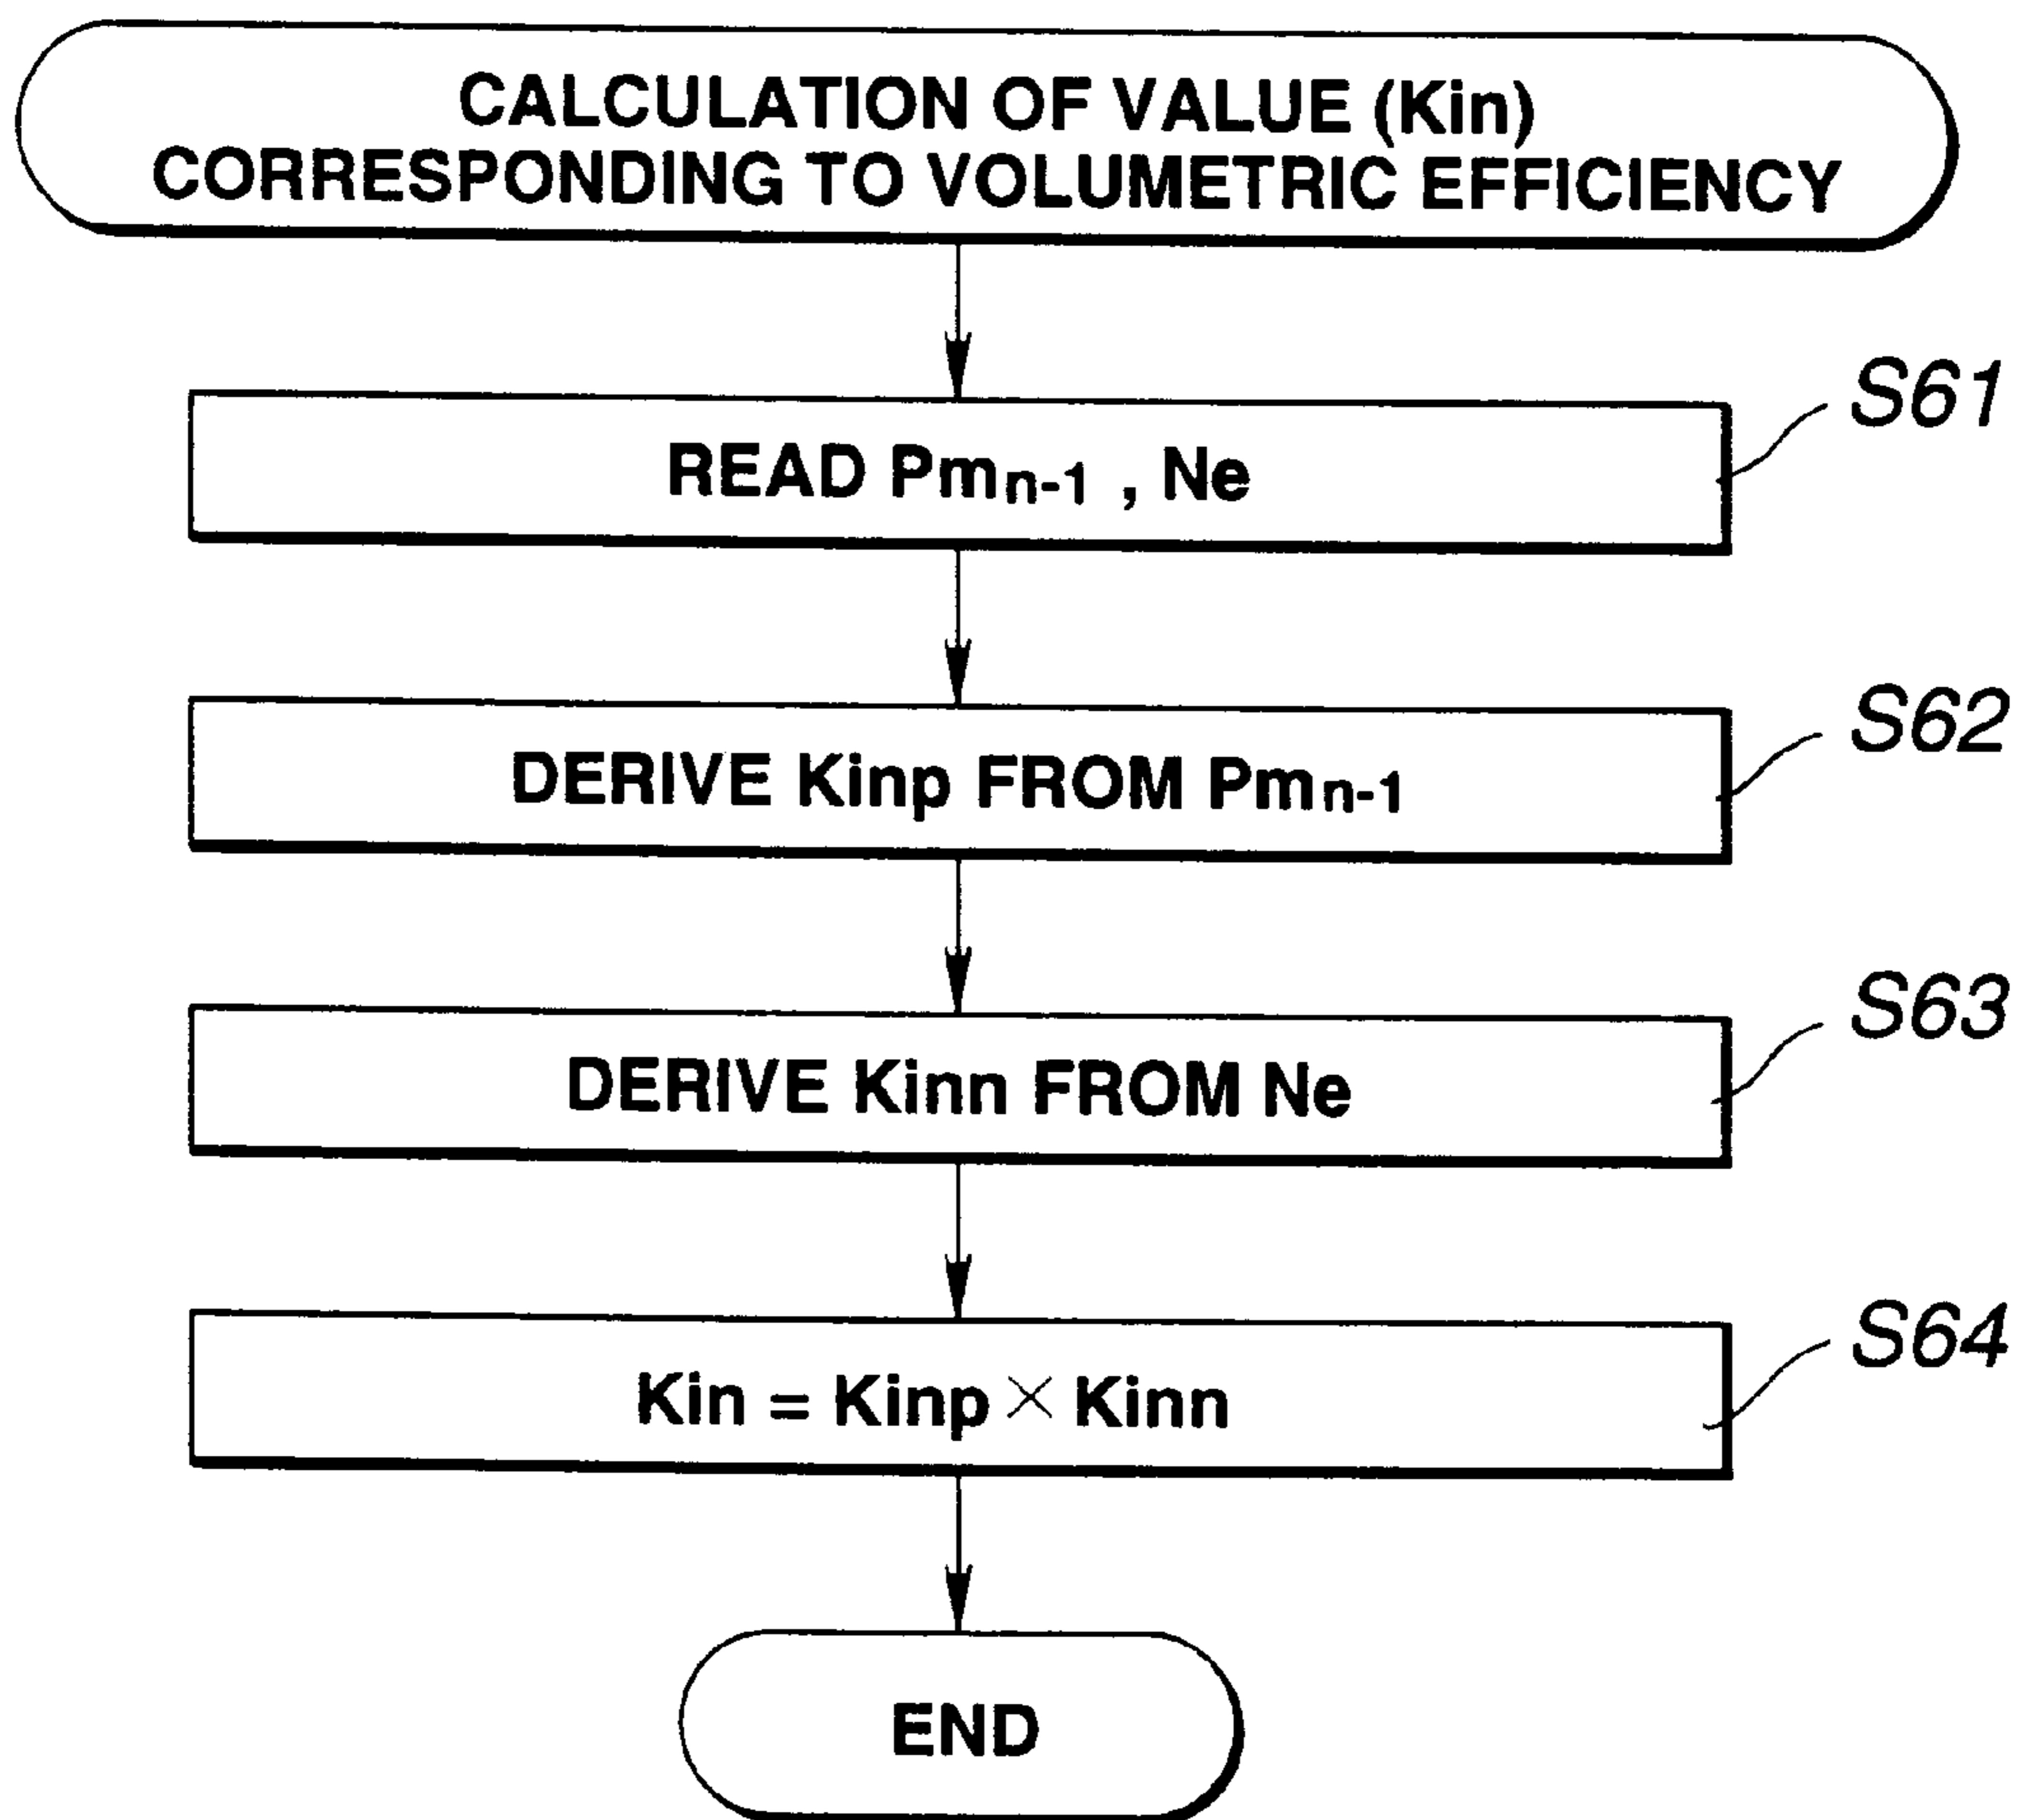 CALCULATION OF VALUE (Kin)
CORRESPONDING TO VOLUMETRIC EFFICIENCY
S61
READ Pmn-1 , Ne
S62
DERIVE Kinp FROM Pmn-1
S63
DERIVE Kinn FROM Ne
S64
Kin = Kinp × Kinn
END